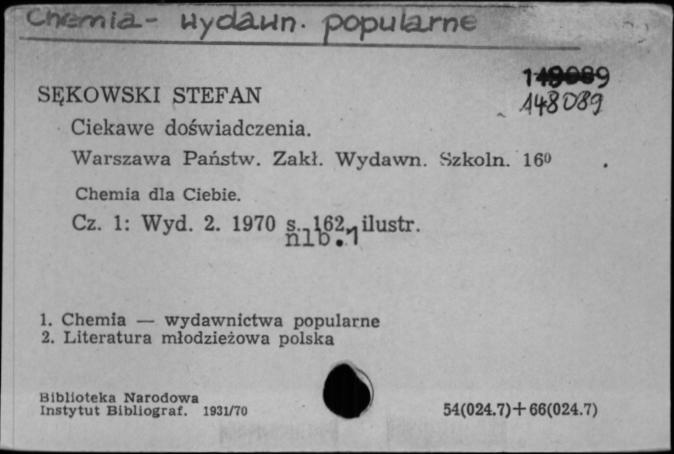 Chemia - wydawn. popularne
149089
148089
SĘKOWSKI STEFAN
Ciekawe doświadczenia.
Warszawa Państw. Zakł. Wydawn. Szkoln. 16⁰
Chemia dla Ciebie.
Cz. 1: Wyd. 2. 1970 s. 162, ilustr.
nlb. 1
1. Chemia — wydawnictwa popularne
2. Literatura młodzieżowa polska
Biblioteka Narodowa
Instytut Bibliograf. 1931/70
54(024.7)+66(024.7)